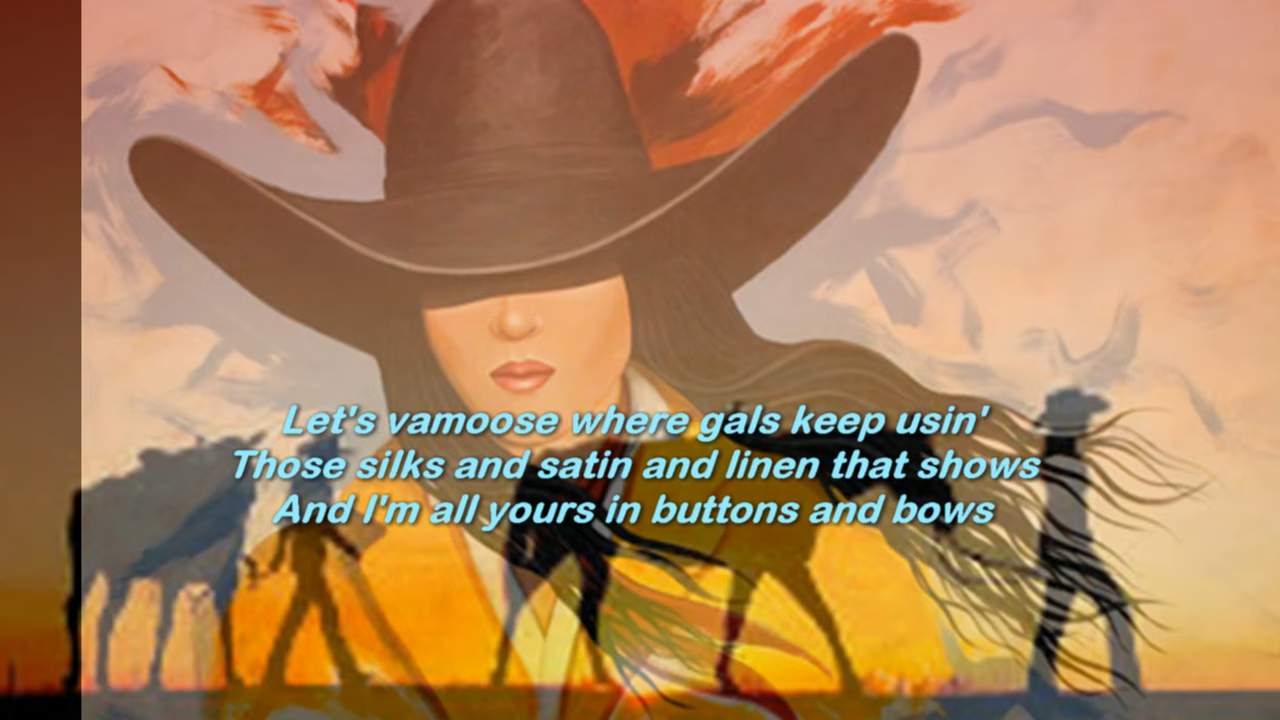 Let's vamoose where gals keep usin'
Those silks and satin and linen that shows
And I'm all yours in buttons and bows